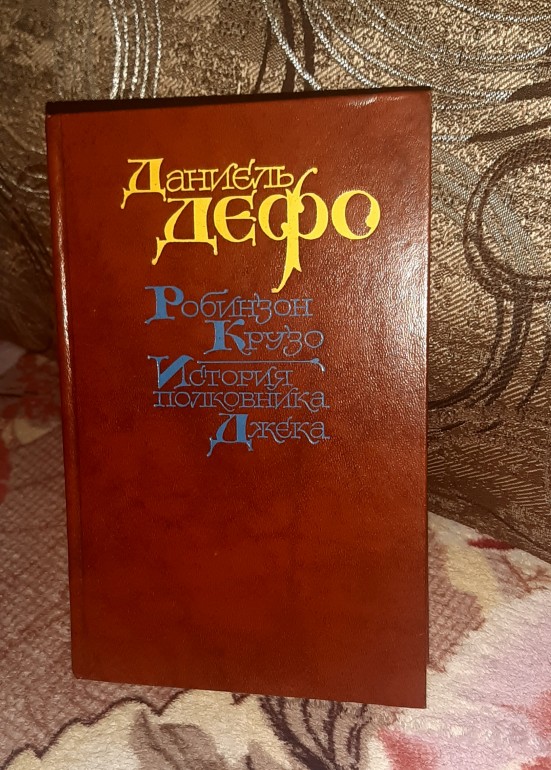 Даниель
Дефо
Робинзон
Крузо
История
полковника
Джека